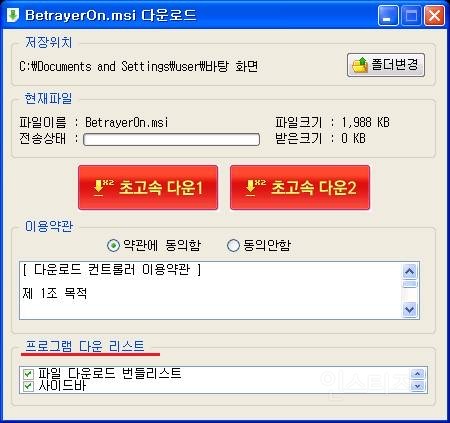 BetrayerOn.msi 다운로드
저장위치
C:₩Documents and Settings₩user₩바탕 화면
폴더변경
현재파일
파일이름 : BetrayerOn.msi
파일크기 : 1,988 KB
전송상태 :
받은크기 : 0 KB
X2 초고속 다운1
X2 초고속 다운2
이용약관
약관에 동의함
동의안함
[ 다운로드 컨트롤러 이용약관 ]
제 1조 목적
프로그램 다운 리스트
파일 다운로드 번들리스트
사이드바
인스티즈